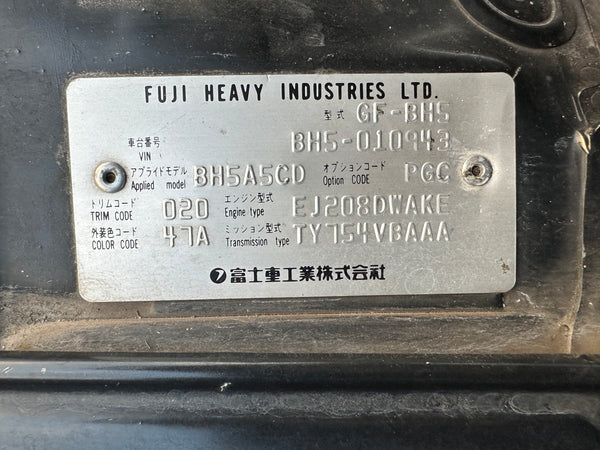 FUJI HEAVY INDUSTRIES LTD.
型式 GF-BH5
車台番号 VIN BH5-010943
アプライドモデル Applied model BH5A5CD オプションコード Option CODE PGC
トリムコード TRIM CODE 020 エンジン型式 Engine type EJ208DWAKE
外装色コード COLOR CODE 47A ミッション型式 Transmission type TY754VBAAA
富士重工業株式会社